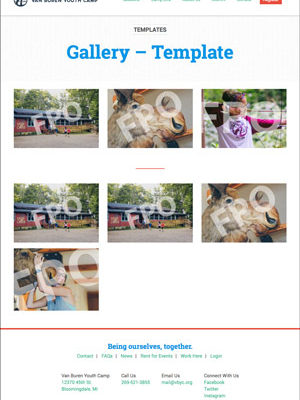 VAN BUREN YOUTH CAMP
TEMPLATES
Gallery – Template
FPO
FPO
FPO
FPO
FPO
FPO
FPO
Being ourselves, together.
Contact | FAQs | News | Rent for Events | Work Here | Login
Van Buren Youth Camp
12370 45th St
Bloomingdale, MI
Call Us
269-521-3855
Email Us
mail@vbyc.org
Connect With Us
Facebook
Twitter
Instagram